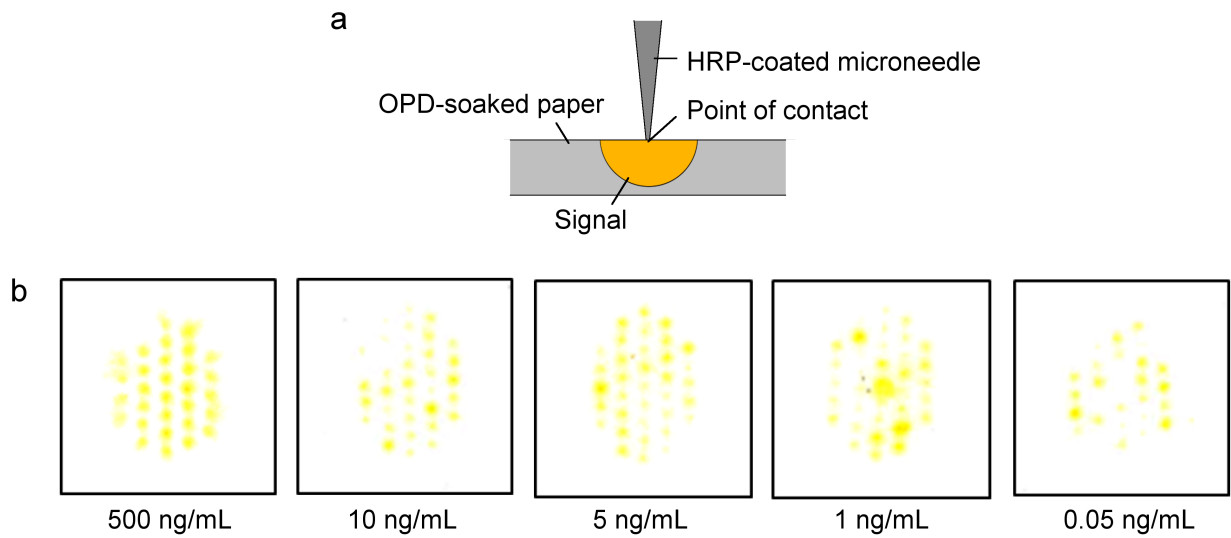 a
HRP-coated microneedle
OPD-soaked paper
Point of contact
Signal
b
500 ng/mL
10 ng/mL
5 ng/mL
1 ng/mL
0.05 ng/mL